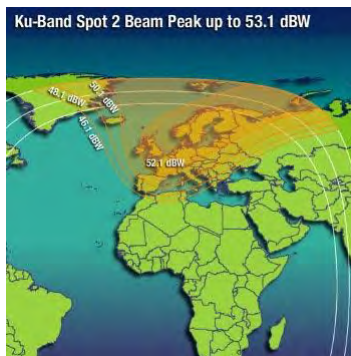 Ku-Band Spot 2 Beam Peak up to 53.1 dBW
50.1 dBW
48.1 dBW
46.1 dBW
52.1 dBW